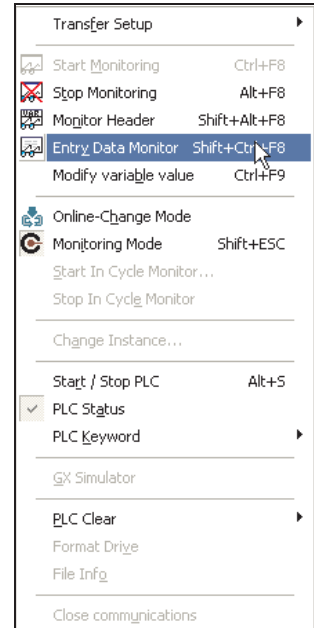 Transfer Setup
Start Monitoring Ctrl+F8
Stop Monitoring Alt+F8
Monitor Header Shift+Alt+F8
Entry Data Monitor Shift+Ctrl+F8
Modify variable value Ctrl+F9
Online-Change Mode
Monitoring Mode Shift+ESC
Start In Cycle Monitor...
Stop In Cycle Monitor
Change Instance...
Start / Stop PLC Alt+S
PLC Status
PLC Keyword
GX Simulator
PLC Clear
Format Drive
File Info
Close communications